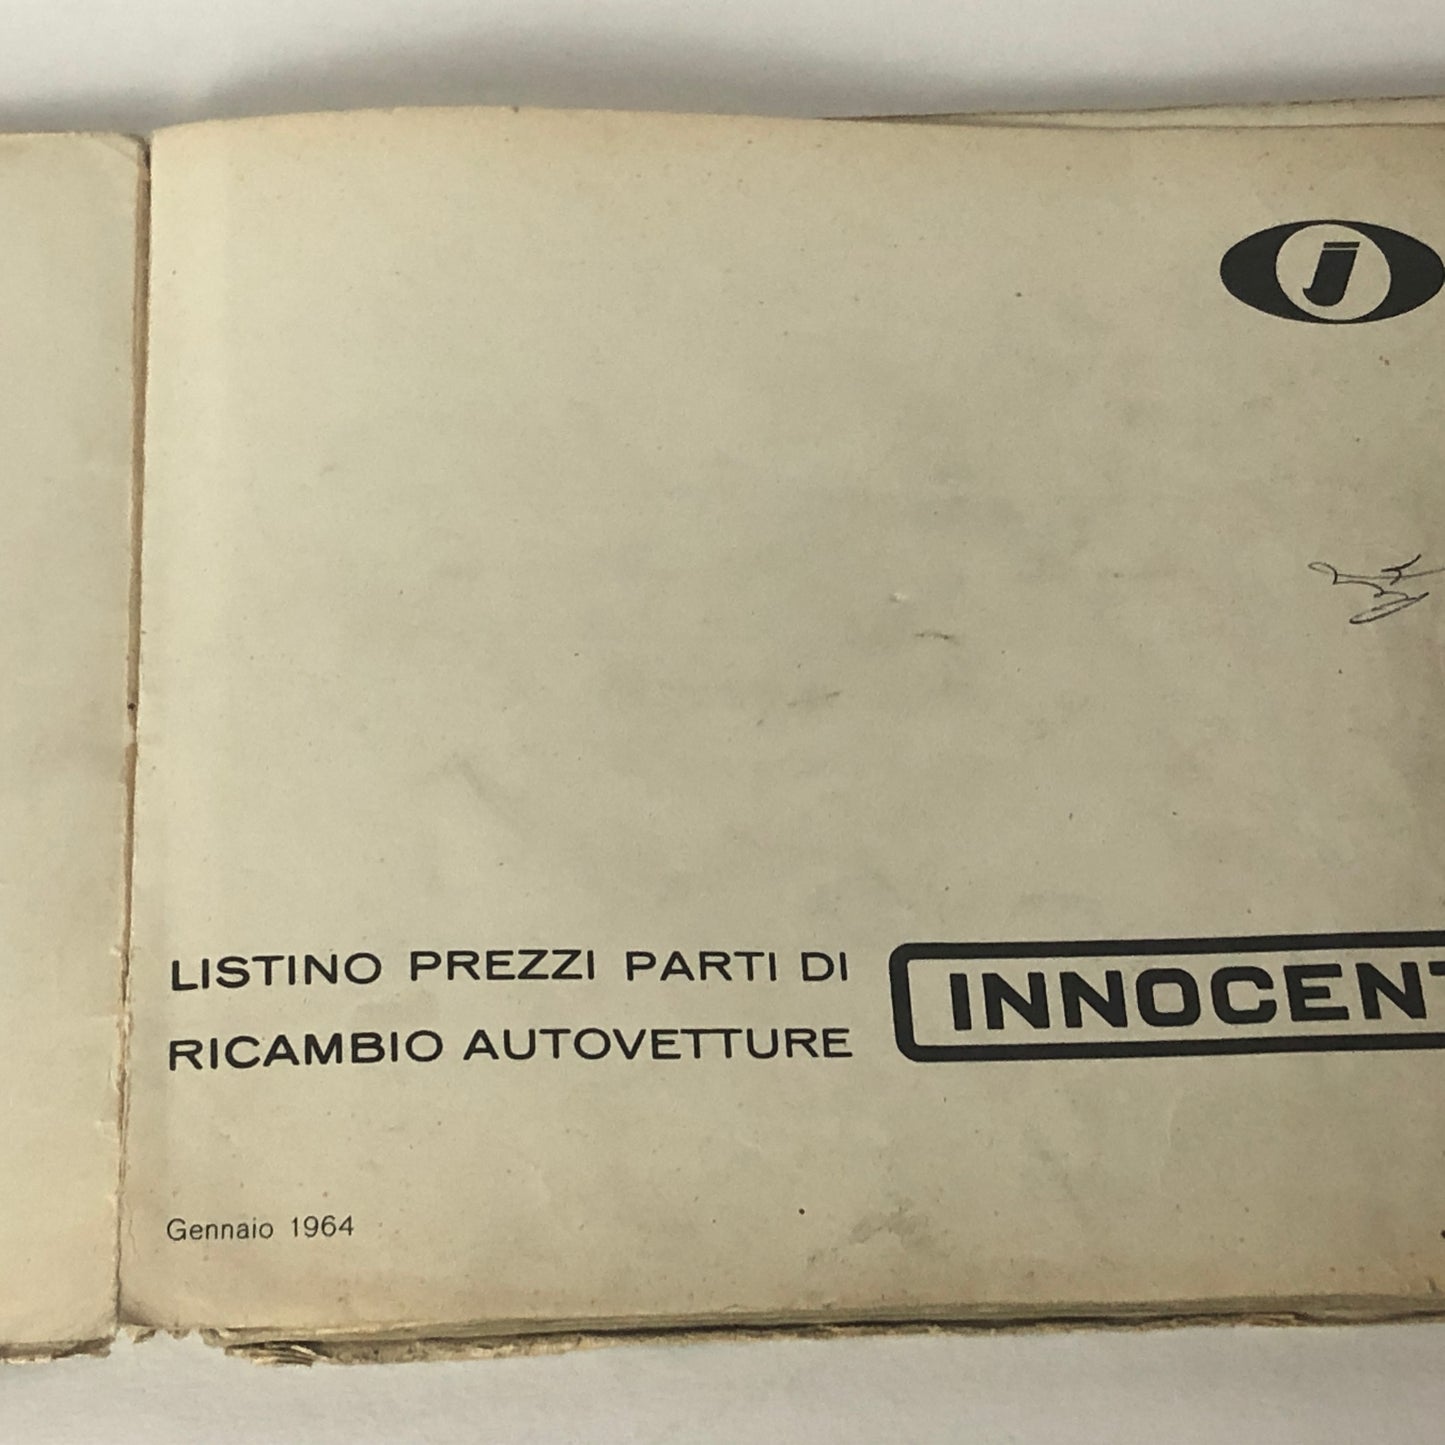 j
LISTINO PREZZI PARTI DI
RICAMBIO AUTOVETTURE
INNOCENT
Gennaio 1964